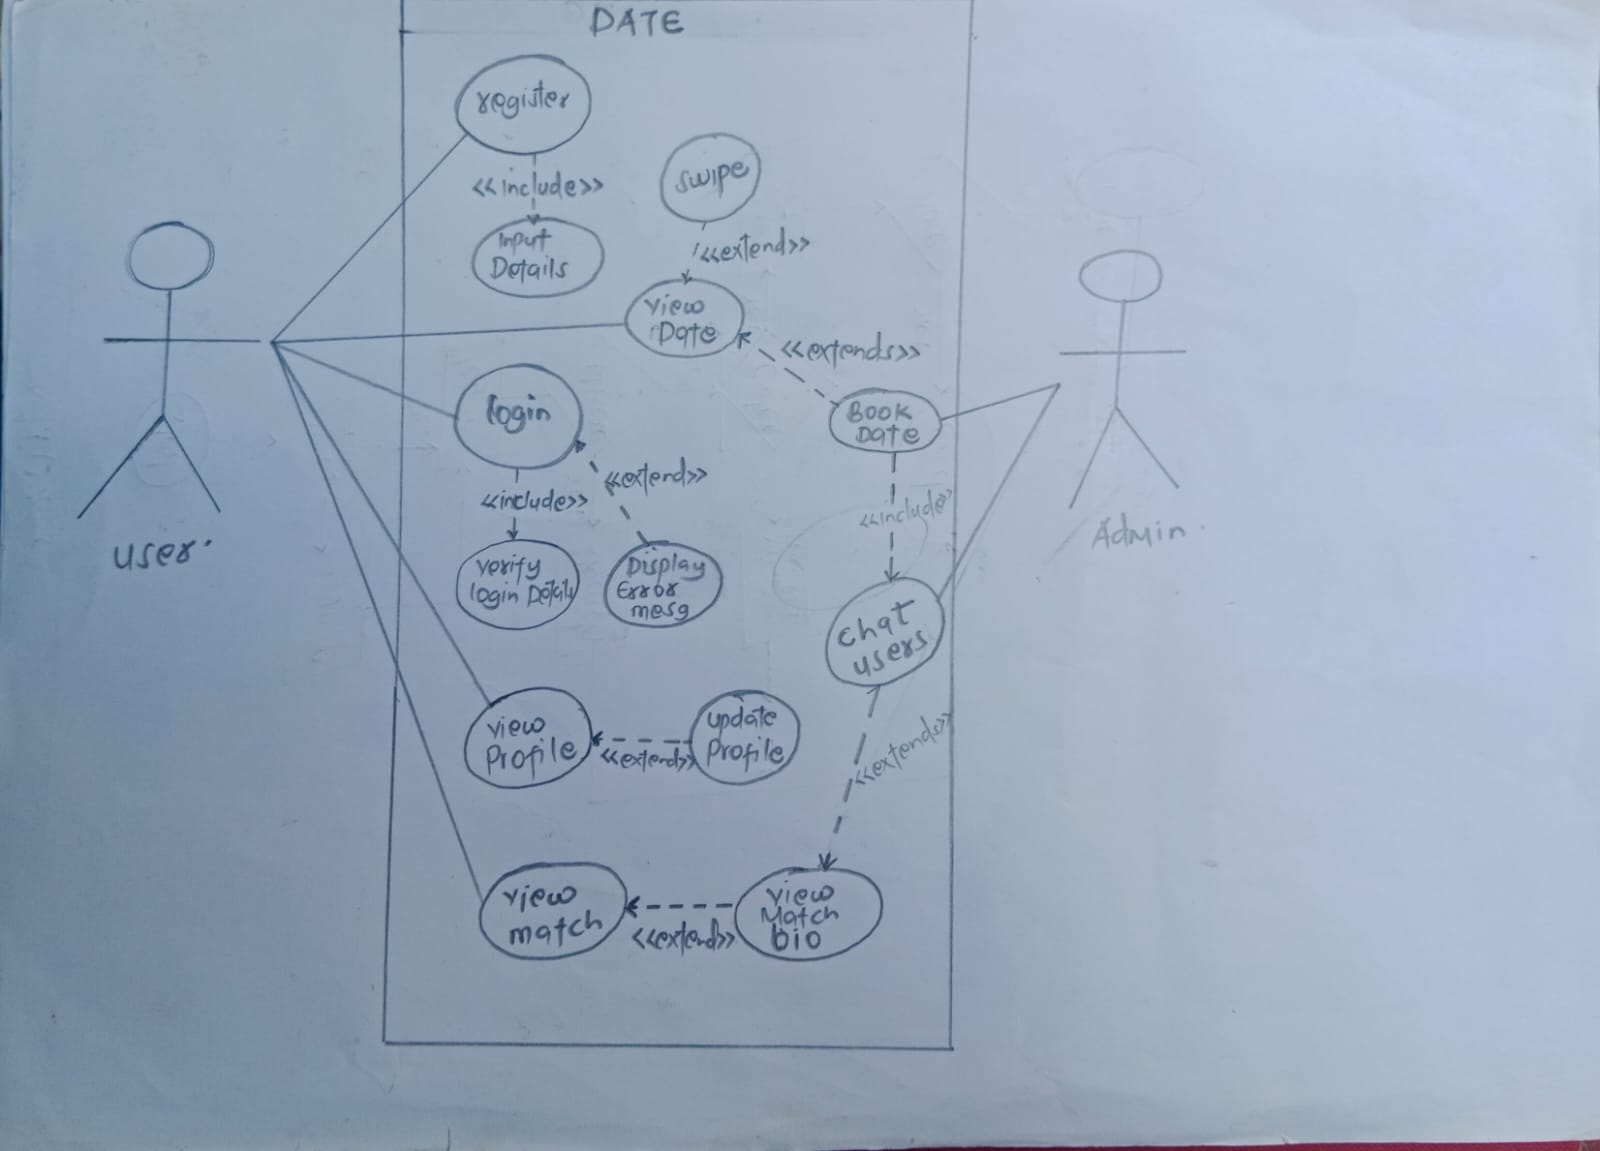 DATE
register
<<include>>
Input
Details
swipe
<<extend>>
view
Date
<<extends>>
Book
Date
login
<<include>>
<<extend>>
verify
login Details
Display
Error
mesg
<<include>>
chat
users
view
Profile
<<extend>>
update
Profile
<<extends>>
view
match
<<extend>>
view
Match
bio
user.
Admin.